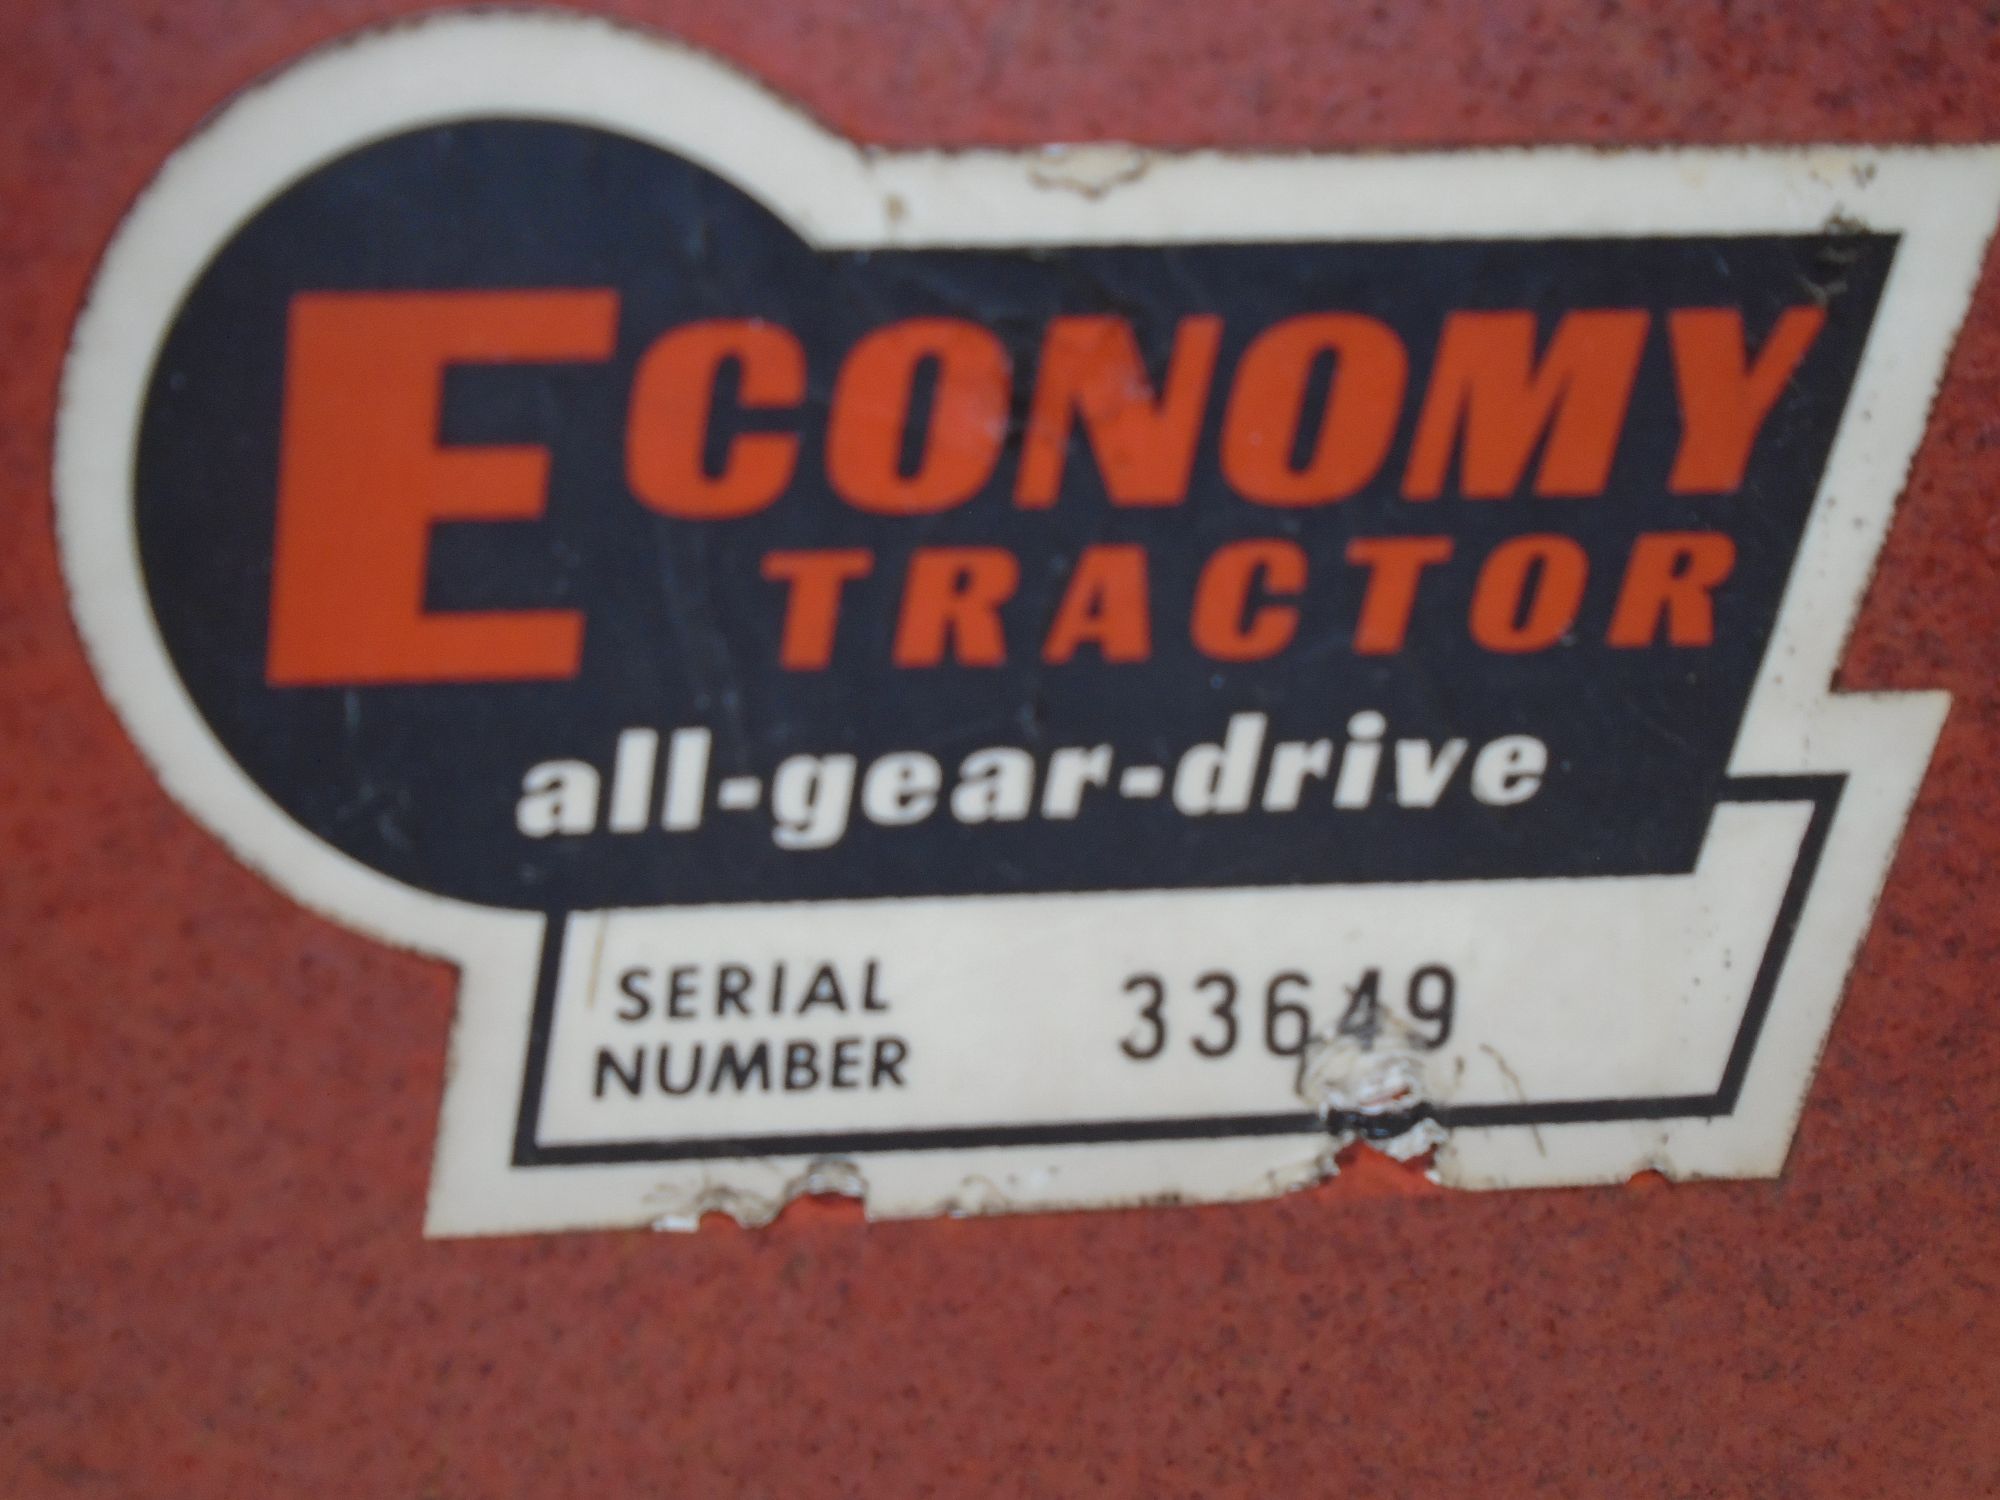 ECONOMY
TRACTOR
all-gear-drive
SERIAL
NUMBER
33649